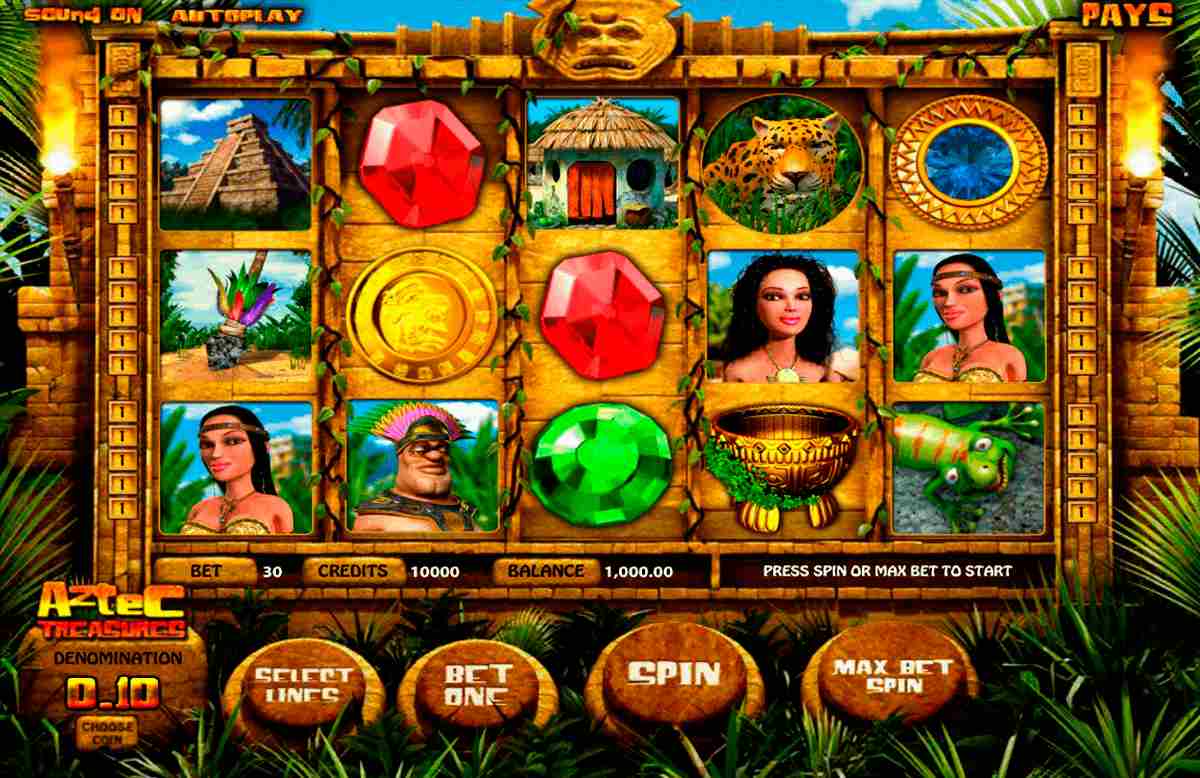 SOUND ON AUTOPLAY PAYS
BET 30 CREDITS 10000 BALANCE 1,000.00 PRESS SPIN OR MAX BET TO START
AZTEC
TREASURES
DENOMINATION
0.10
CHOOSE
COIN
SELECT
LINES
BET
ONE
SPIN
MAX BET
SPIN